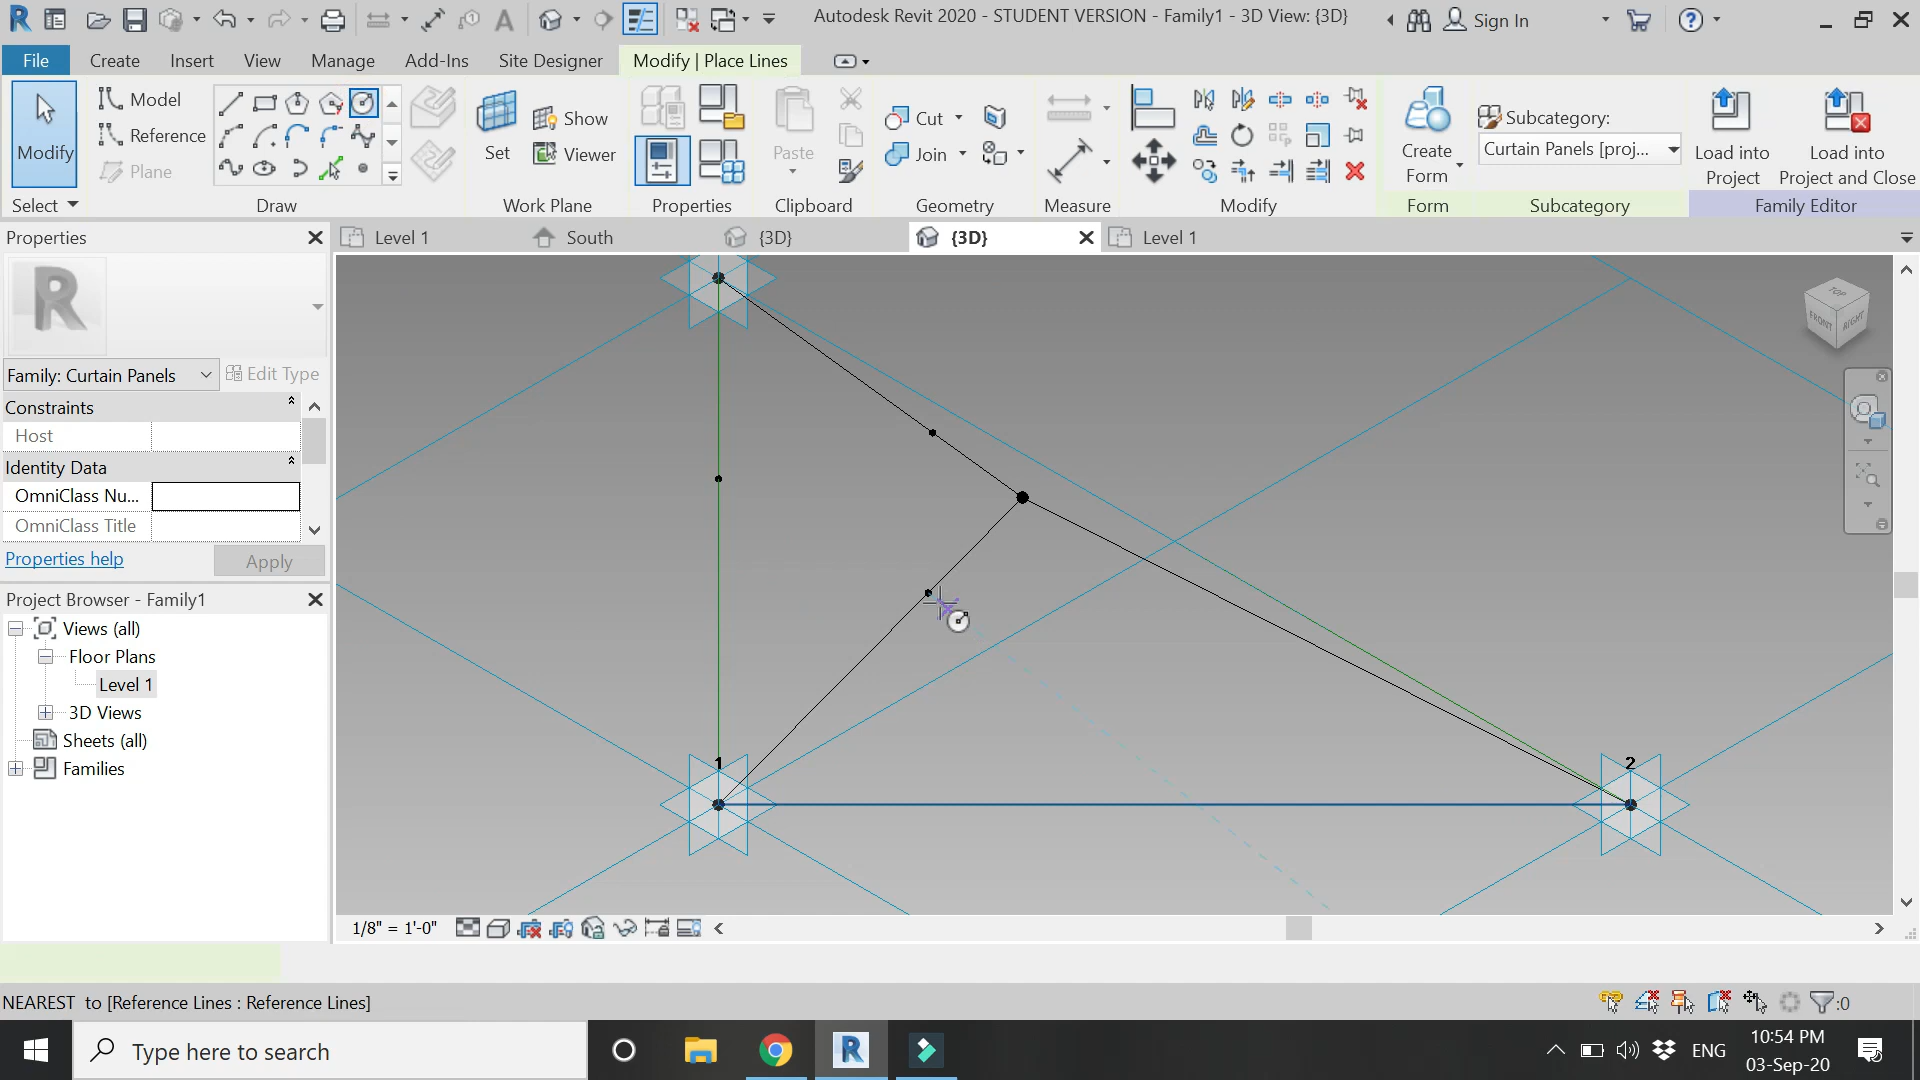 Autodesk Revit 2020 - STUDENT VERSION - Family1 - 3D View: {3D}
Sign In
File
Create
Insert
View
Manage
Add-Ins
Site Designer
Modify | Place Lines
Modify
Model
Reference
Plane
Set
Show
Viewer
Paste
Cut
Join
Create
Form
Subcategory:
Curtain Panels [proj...
Load into
Project
Load into
Project and Close
Select
Draw
Work Plane
Properties
Clipboard
Geometry
Measure
Modify
Form
Subcategory
Family Editor
Properties
Level 1
South
{3D}
{3D}
Level 1
R
Family: Curtain Panels
Edit Type
Constraints
Host
Identity Data
OmniClass Nu...
OmniClass Title
Properties help
Apply
Project Browser - Family1
Views (all)
Floor Plans
Level 1
3D Views
Sheets (all)
Families
TOP
FRONT
RIGHT
1
2
1/8" = 1'-0"
NEAREST to [Reference Lines : Reference Lines]
:0
Type here to search
ENG
10:54 PM
03-Sep-20